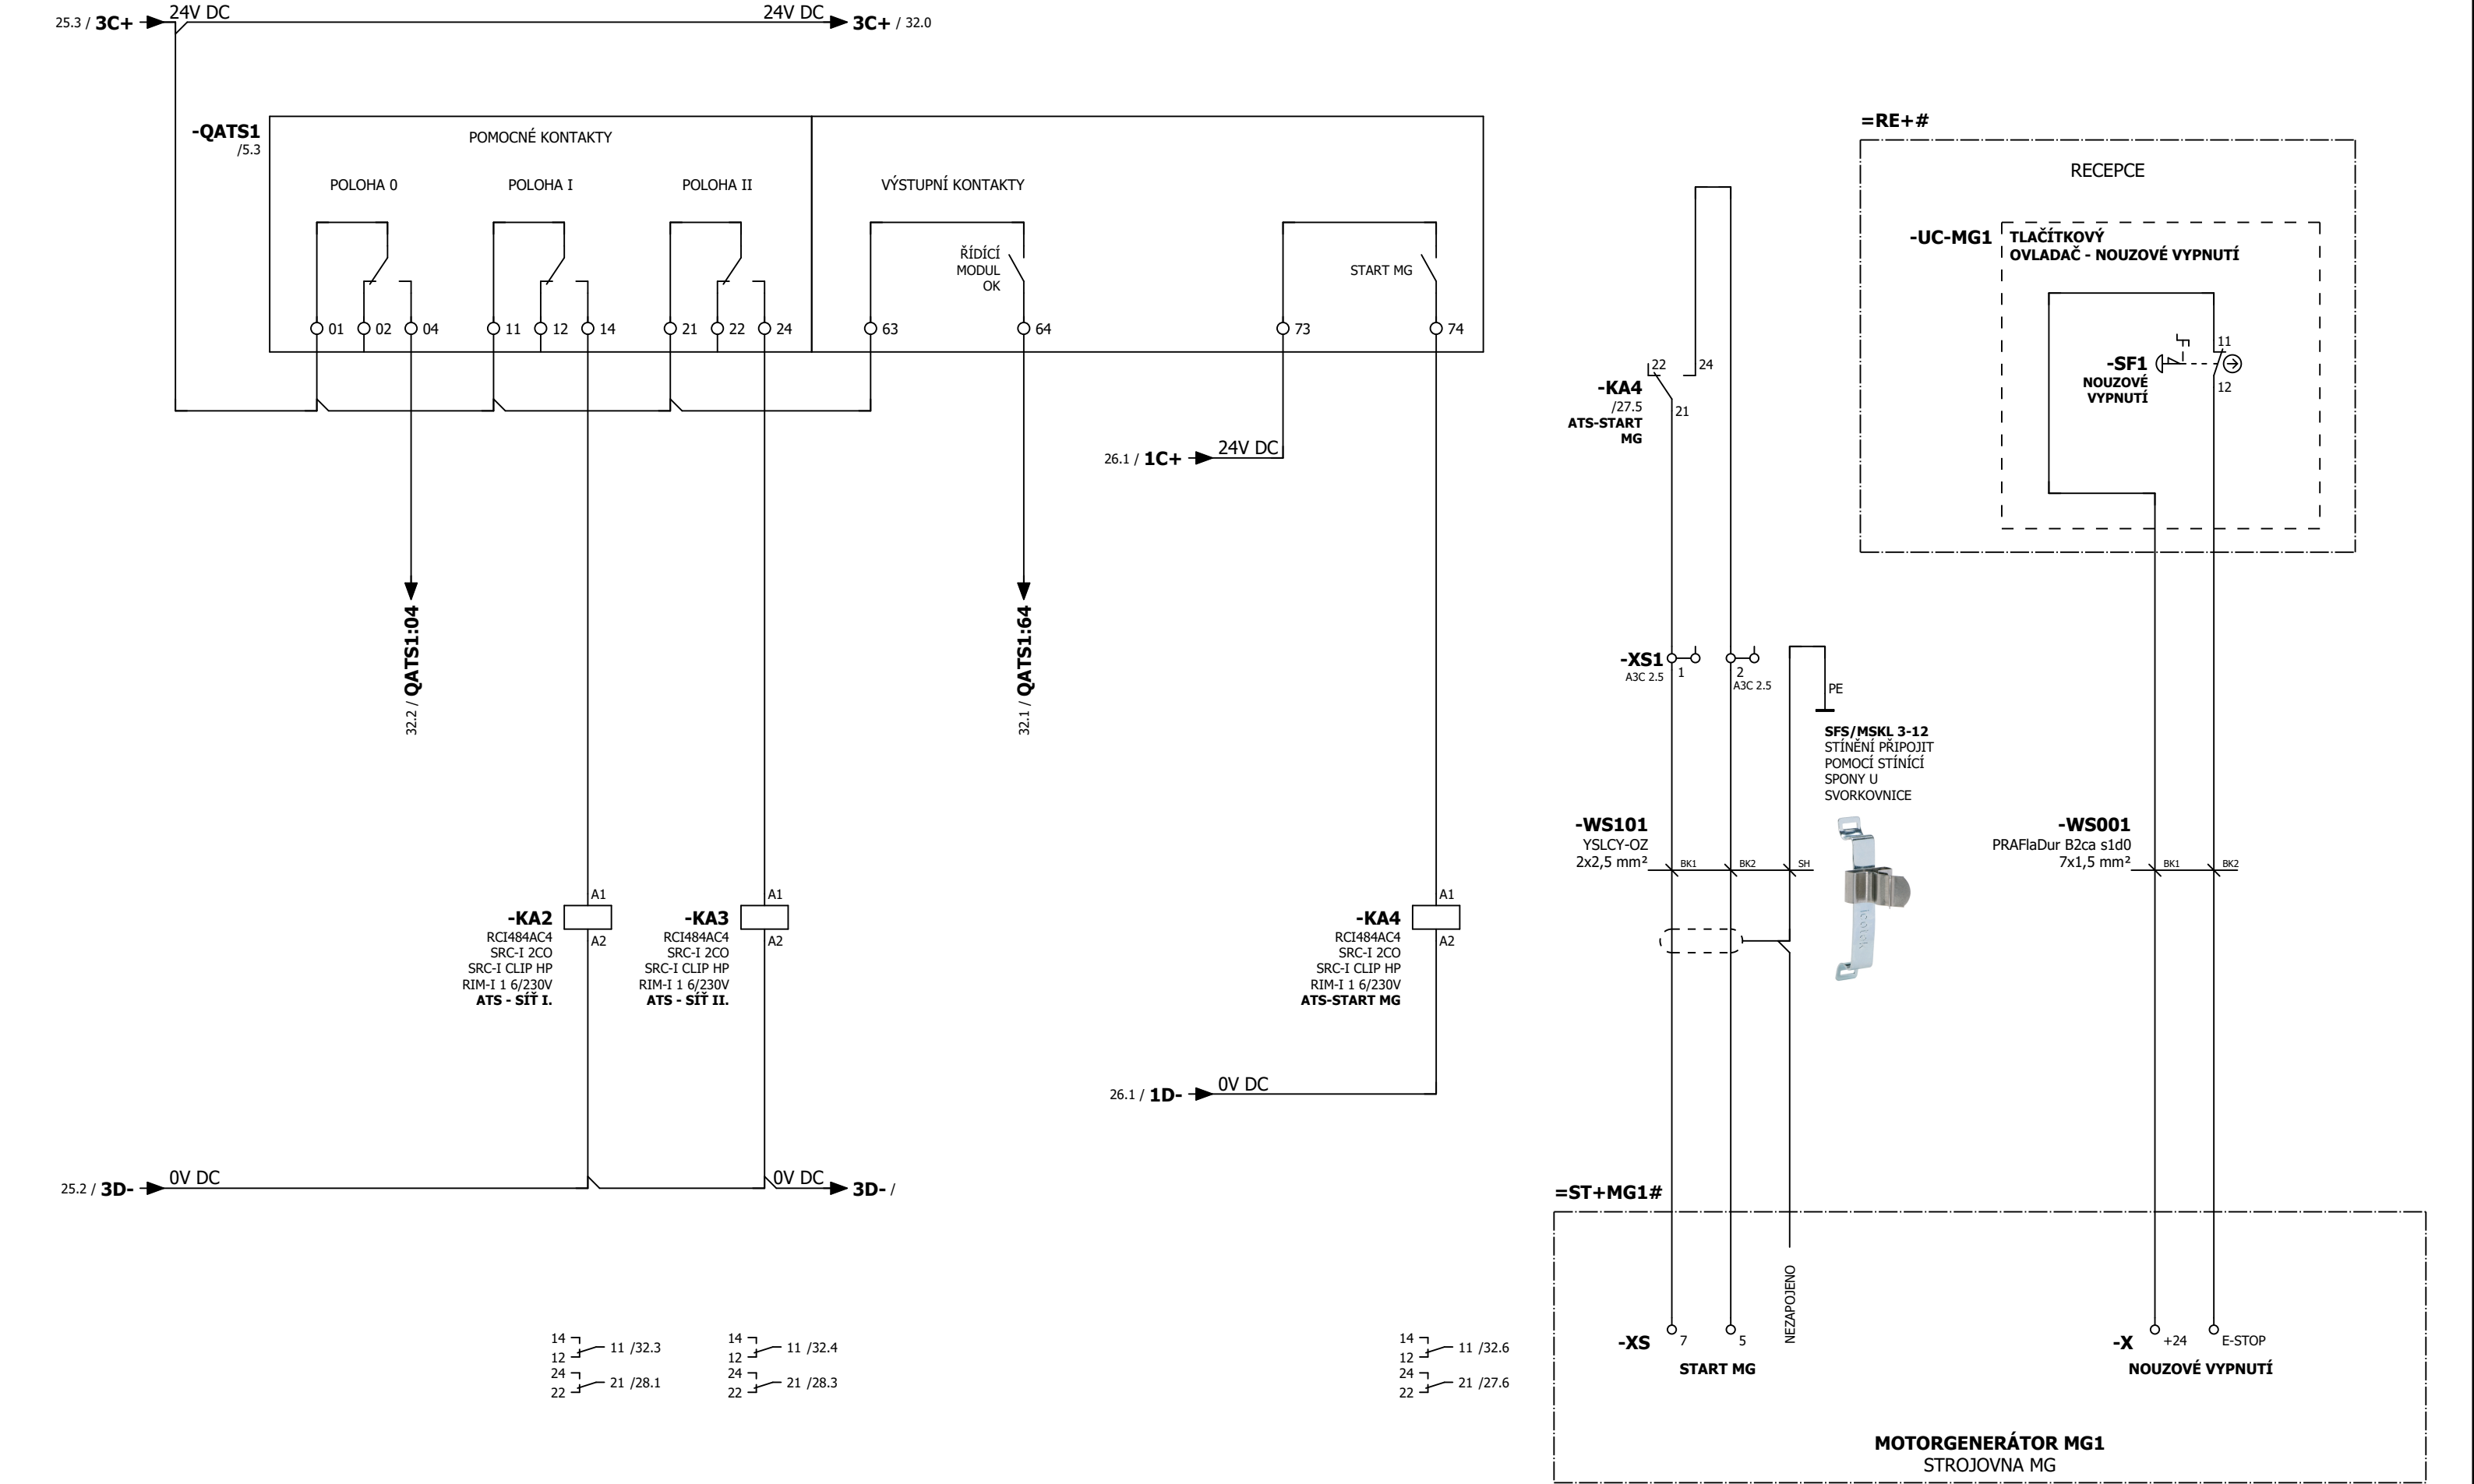 25.3 / 3C+
24V DC
24V DC
3C+ / 32.0
-QATS1
/5.3
POMOCNÉ KONTAKTY
POLOHA 0
POLOHA I
POLOHA II
VÝSTUPNÍ KONTAKTY
ŘÍDÍCÍ
MODUL
OK
START MG
01
02
04
11
12
14
21
22
24
63
64
73
74
26.1 / 1C+
24V DC
32.2 / QATS1:04
32.1 / QATS1:64
-KA2
RCI484AC4
SRC-I 2CO
SRC-I CLIP HP
RIM-I 1 6/230V
ATS - SÍŤ I.
A1
A2
-KA3
RCI484AC4
SRC-I 2CO
SRC-I CLIP HP
RIM-I 1 6/230V
ATS - SÍŤ II.
A1
A2
-KA4
RCI484AC4
SRC-I 2CO
SRC-I CLIP HP
RIM-I 1 6/230V
ATS-START MG
A1
A2
26.1 / 1D-
0V DC
25.2 / 3D-
0V DC
0V DC
3D- /
14
12
11 /32.3
24
22
21 /28.1
14
12
11 /32.4
24
22
21 /28.3
14
12
11 /32.6
24
22
21 /27.6
22
24
21
-KA4
/27.5
ATS-START
MG
-XS1
A3C 2.5
1
2
A3C 2.5
PE
SFS/MSKL 3-12
STÍNĚNÍ PŘIPOJIT
POMOCÍ STÍNÍCÍ
SPONY U
SVORKOVNICE
-WS101
YSLCY-OZ
2x2,5 mm²
BK1
BK2
SH
=RE+#
RECEPCE
-UC-MG1
TLAČÍTKOVÝ
OVLADAČ - NOUZOVÉ VYPNUTÍ
-SF1
NOUZOVÉ
VYPNUTÍ
11
12
-WS001
PRAFlaDur B2ca s1d0
7x1,5 mm²
BK1
BK2
=ST+MG1#
NEZAPOJENO
-XS
7
5
START MG
-X
+24
E-STOP
NOUZOVÉ VYPNUTÍ
MOTORGENERÁTOR MG1
STROJOVNA MG